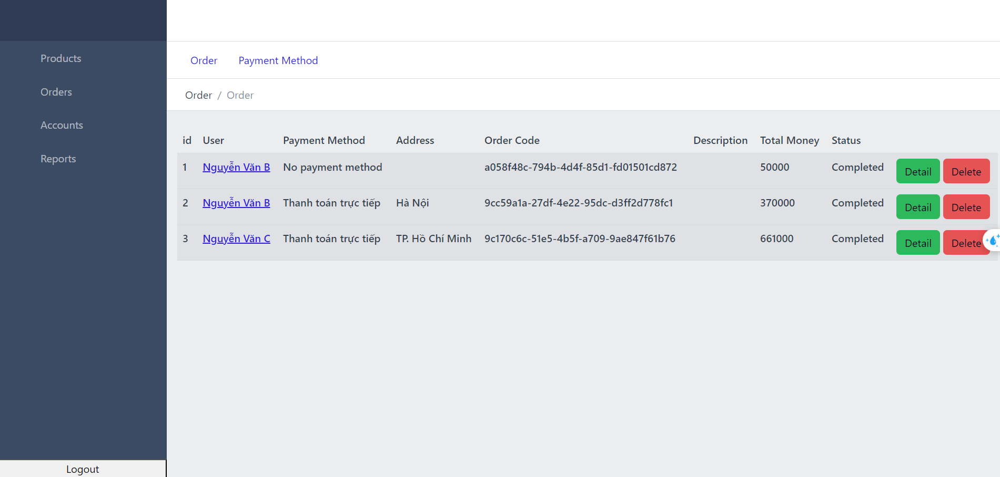 Products
Orders
Accounts
Reports
Logout
Order Payment Method
Order / Order
id User Payment Method Address Order Code Description Total Money Status
1 Nguyễn Văn B No payment method a058f48c-794b-4d4f-85d1-fd01501cd872 50000 Completed Detail Delete
2 Nguyễn Văn B Thanh toán trực tiếp Hà Nội 9cc59a1a-27df-4e22-95dc-d3ff2d778fc1 370000 Completed Detail Delete
3 Nguyễn Văn C Thanh toán trực tiếp TP. Hồ Chí Minh 9c170c6c-51e5-4b5f-a709-9ae847f61b76 661000 Completed Detail Delete